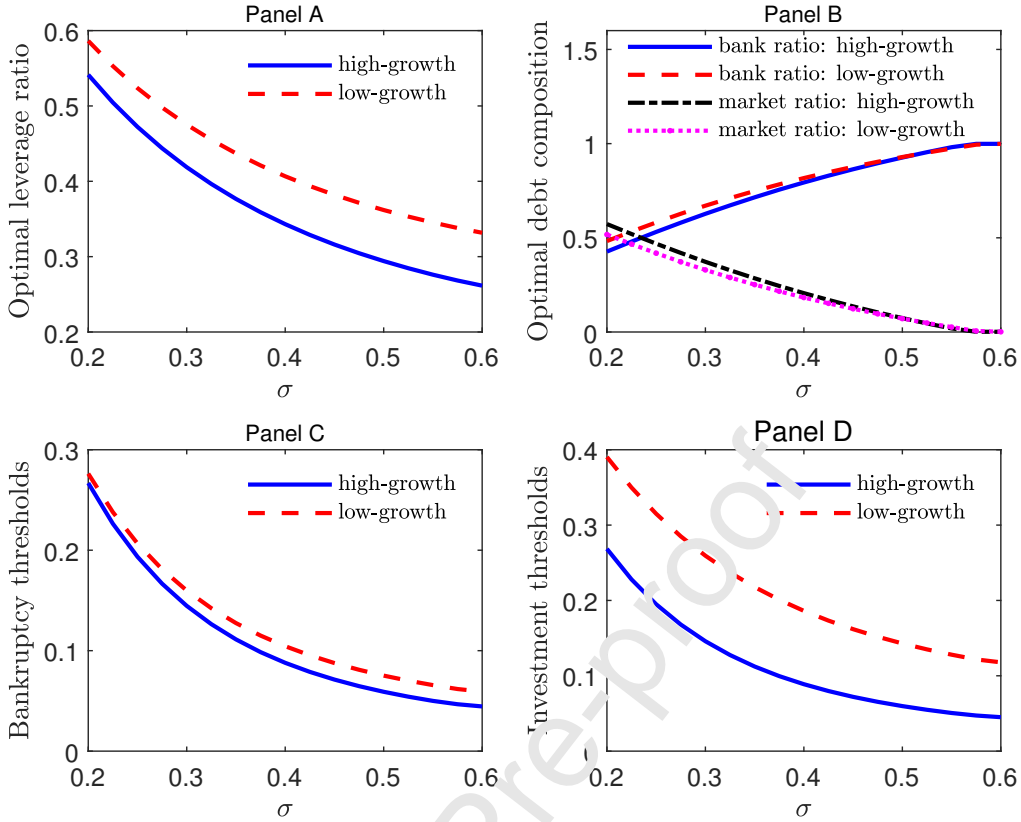 Panel A
Optimal leverage ratio
0.6
0.5
0.4
0.3
0.2
high-growth
low-growth
0.2 0.3 0.4 0.5 0.6
σ
Panel B
Optimal debt composition
1.5
1
0.5
0
bank ratio: high-growth
bank ratio: low-growth
market ratio: high-growth
market ratio: low-growth
0.2 0.3 0.4 0.5 0.6
σ
Panel C
Bankruptcy thresholds
0.3
0.2
0.1
0
high-growth
low-growth
0.2 0.3 0.4 0.5 0.6
σ
Panel D
Investment thresholds
0.4
0.3
0.2
0.1
0
high-growth
low-growth
0.2 0.3 0.4 0.5 0.6
σ
Pre-proof